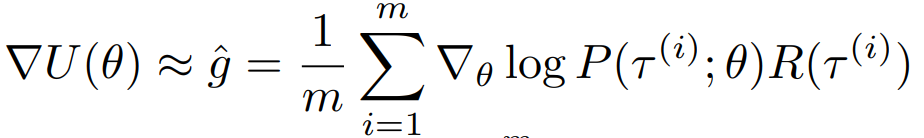 ∇U(θ) ≈ ĝ = 1/m ∑_{i=1}^{m} ∇_θ log P(τ^{(i)}; θ)R(τ^{(i)})